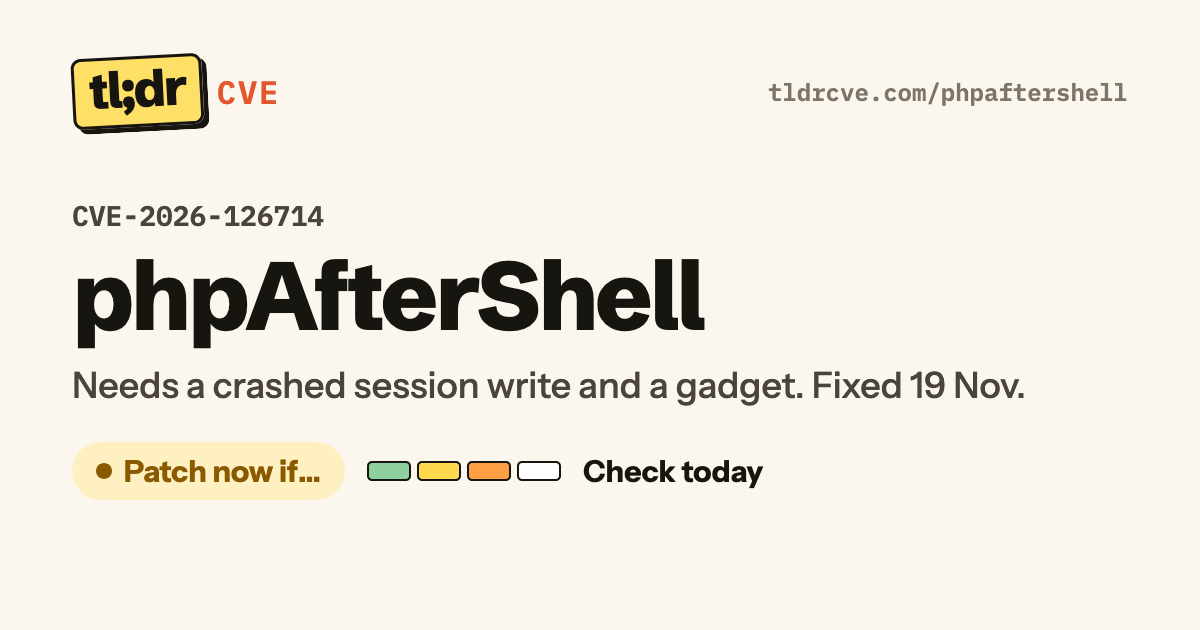 tl;dr CVE
tldrcve.com/phpaftershell
CVE-2026-126714
phpAfterShell
Needs a crashed session write and a gadget. Fixed 19 Nov.
Patch now if... Check today